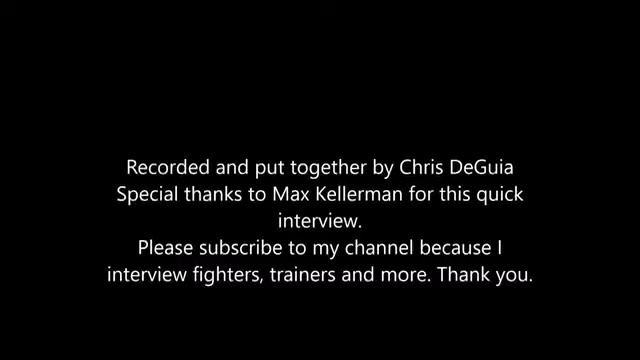 Recorded and put together by Chris DeGuia
Special thanks to Max Kellerman for this quick
interview.
Please subscribe to my channel because I
interview fighters, trainers and more. Thank you.